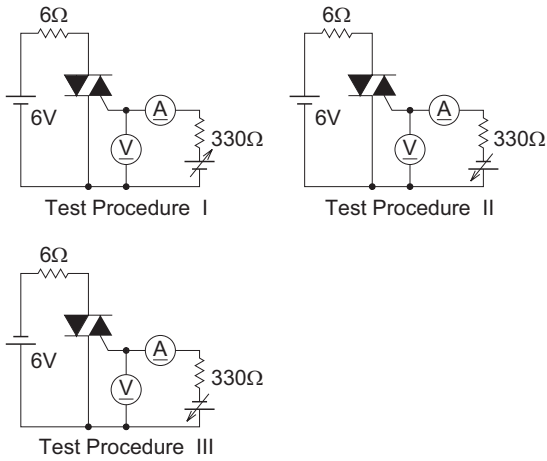 6Ω
6V
A
V
330Ω
Test Procedure I
6Ω
6V
A
V
330Ω
Test Procedure II
6Ω
6V
A
V
330Ω
Test Procedure III